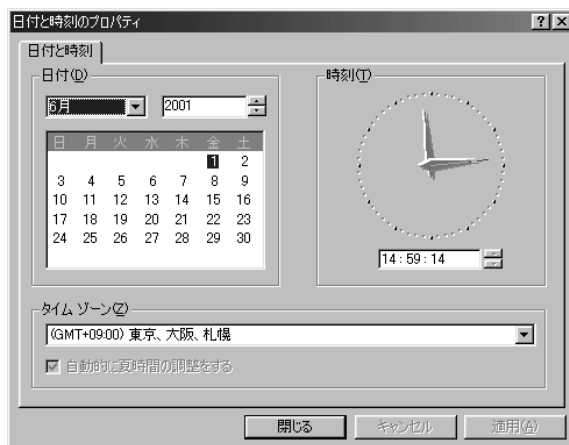 日付と時刻のプロパティ
日付と時刻
日付(D)
6月
2001
日 月 火 水 木 金 土
1 2
3 4 5 6 7 8 9
10 11 12 13 14 15 16
17 18 19 20 21 22 23
24 25 26 27 28 29 30
時刻(T)
14:59:14
タイム ゾーン(Z)
(GMT+09:00) 東京、大阪、札幌
自動的に夏時間の調整をする
閉じる
キャンセル
適用(A)